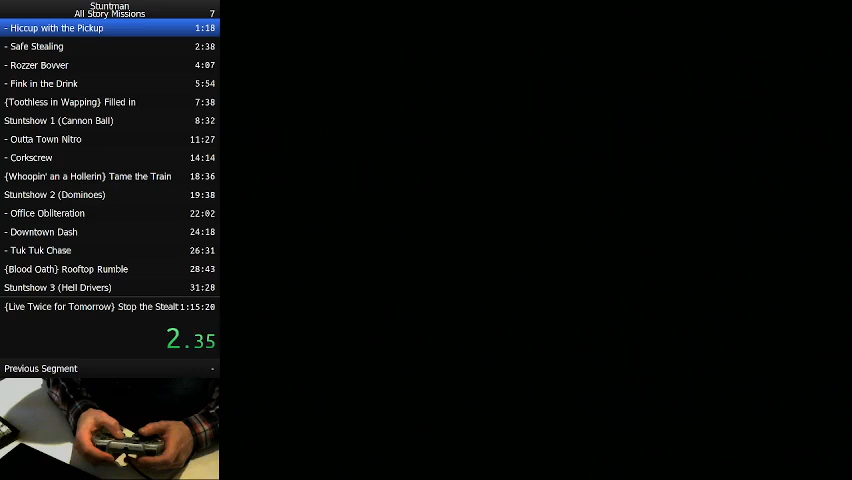 Stuntman
All Story Missions 7
- Hiccup with the Pickup 1:18
- Safe Stealing 2:38
- Rozzer Bovver 4:07
- Fink in the Drink 5:54
{Toothless in Wapping} Filled in 7:38
Stuntshow 1 (Cannon Ball) 8:32
- Outta Town Nitro 11:27
- Corkscrew 14:14
{Whoopin' an a Hollerin} Tame the Train 18:36
Stuntshow 2 (Dominoes) 19:38
- Office Obliteration 22:02
- Downtown Dash 24:18
- Tuk Tuk Chase 26:31
{Blood Oath} Rooftop Rumble 28:43
Stuntshow 3 (Hell Drivers) 31:28
{Live Twice for Tomorrow} Stop the Stealt 1:15:20
2.35
Previous Segment -